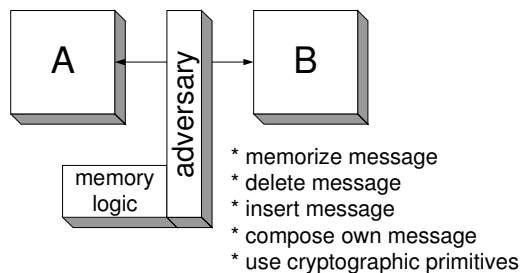 A
B
adversary
memory
logic
* memorize message
* delete message
* insert message
* compose own message
* use cryptographic primitives